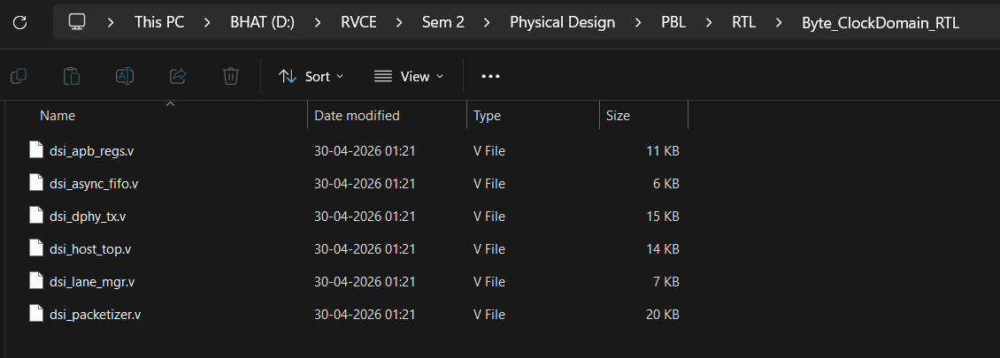 This PC > BHAT (D:) > RVCE > Sem 2 > Physical Design > PBL > RTL > Byte_ClockDomain_RTL
Sort View •••
Name Date modified Type Size
dsi_apb_regs.v 30-04-2026 01:21 V File 11 KB
dsi_async_fifo.v 30-04-2026 01:21 V File 6 KB
dsi_dphy_tx.v 30-04-2026 01:21 V File 15 KB
dsi_host_top.v 30-04-2026 01:21 V File 14 KB
dsi_lane_mgr.v 30-04-2026 01:21 V File 7 KB
dsi_packetizer.v 30-04-2026 01:21 V File 20 KB